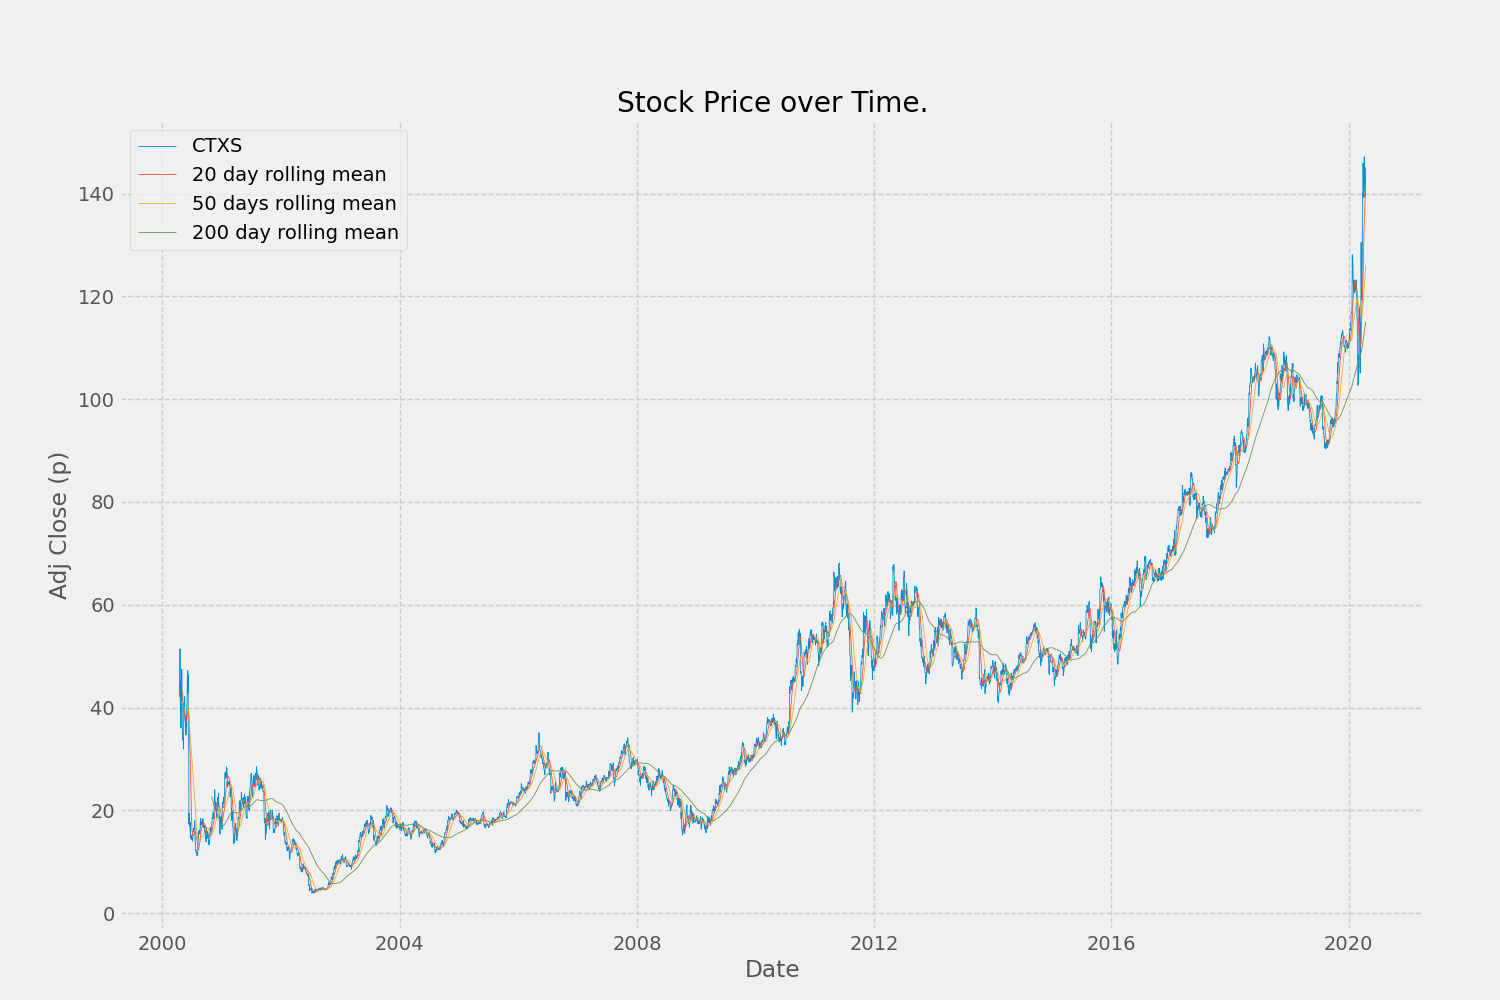 Stock Price over Time.
CTXS
20 day rolling mean
50 days rolling mean
200 day rolling mean
140
120
100
80
60
40
20
0
Adj Close (p)
2000 2004 2008 2012 2016 2020
Date